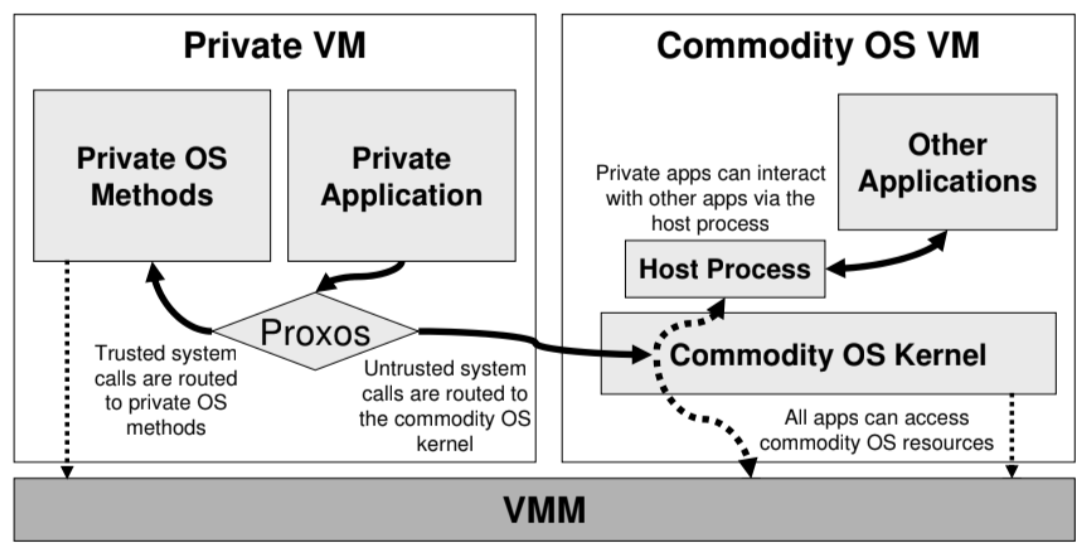 Private VM
Private OS
Methods
Private
Application
Proxos
Trusted system
calls are routed
to private OS
methods
Untrusted system
calls are routed to
the commodity OS
kernel
Commodity OS VM
Other
Applications
Private apps can interact
with other apps via the
host process
Host Process
Commodity OS Kernel
All apps can access
commodity OS resources
VMM